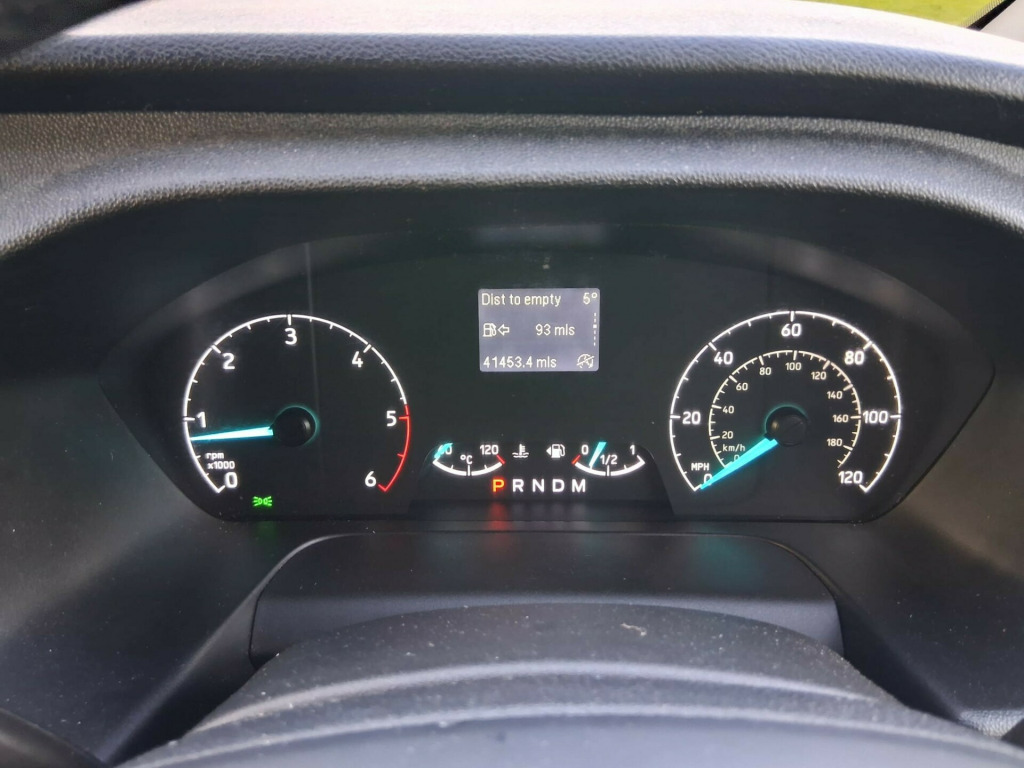 Dist to empty 5°
93 mls
41453.4 mls
0 1 2 3 4 5 6
rpm
x1000
120
°C
0 1/2 1
P R N D M
0 20 40 60 80 100 120
MPH
0 20 40 60 80 100 120 140 160 180
km/h